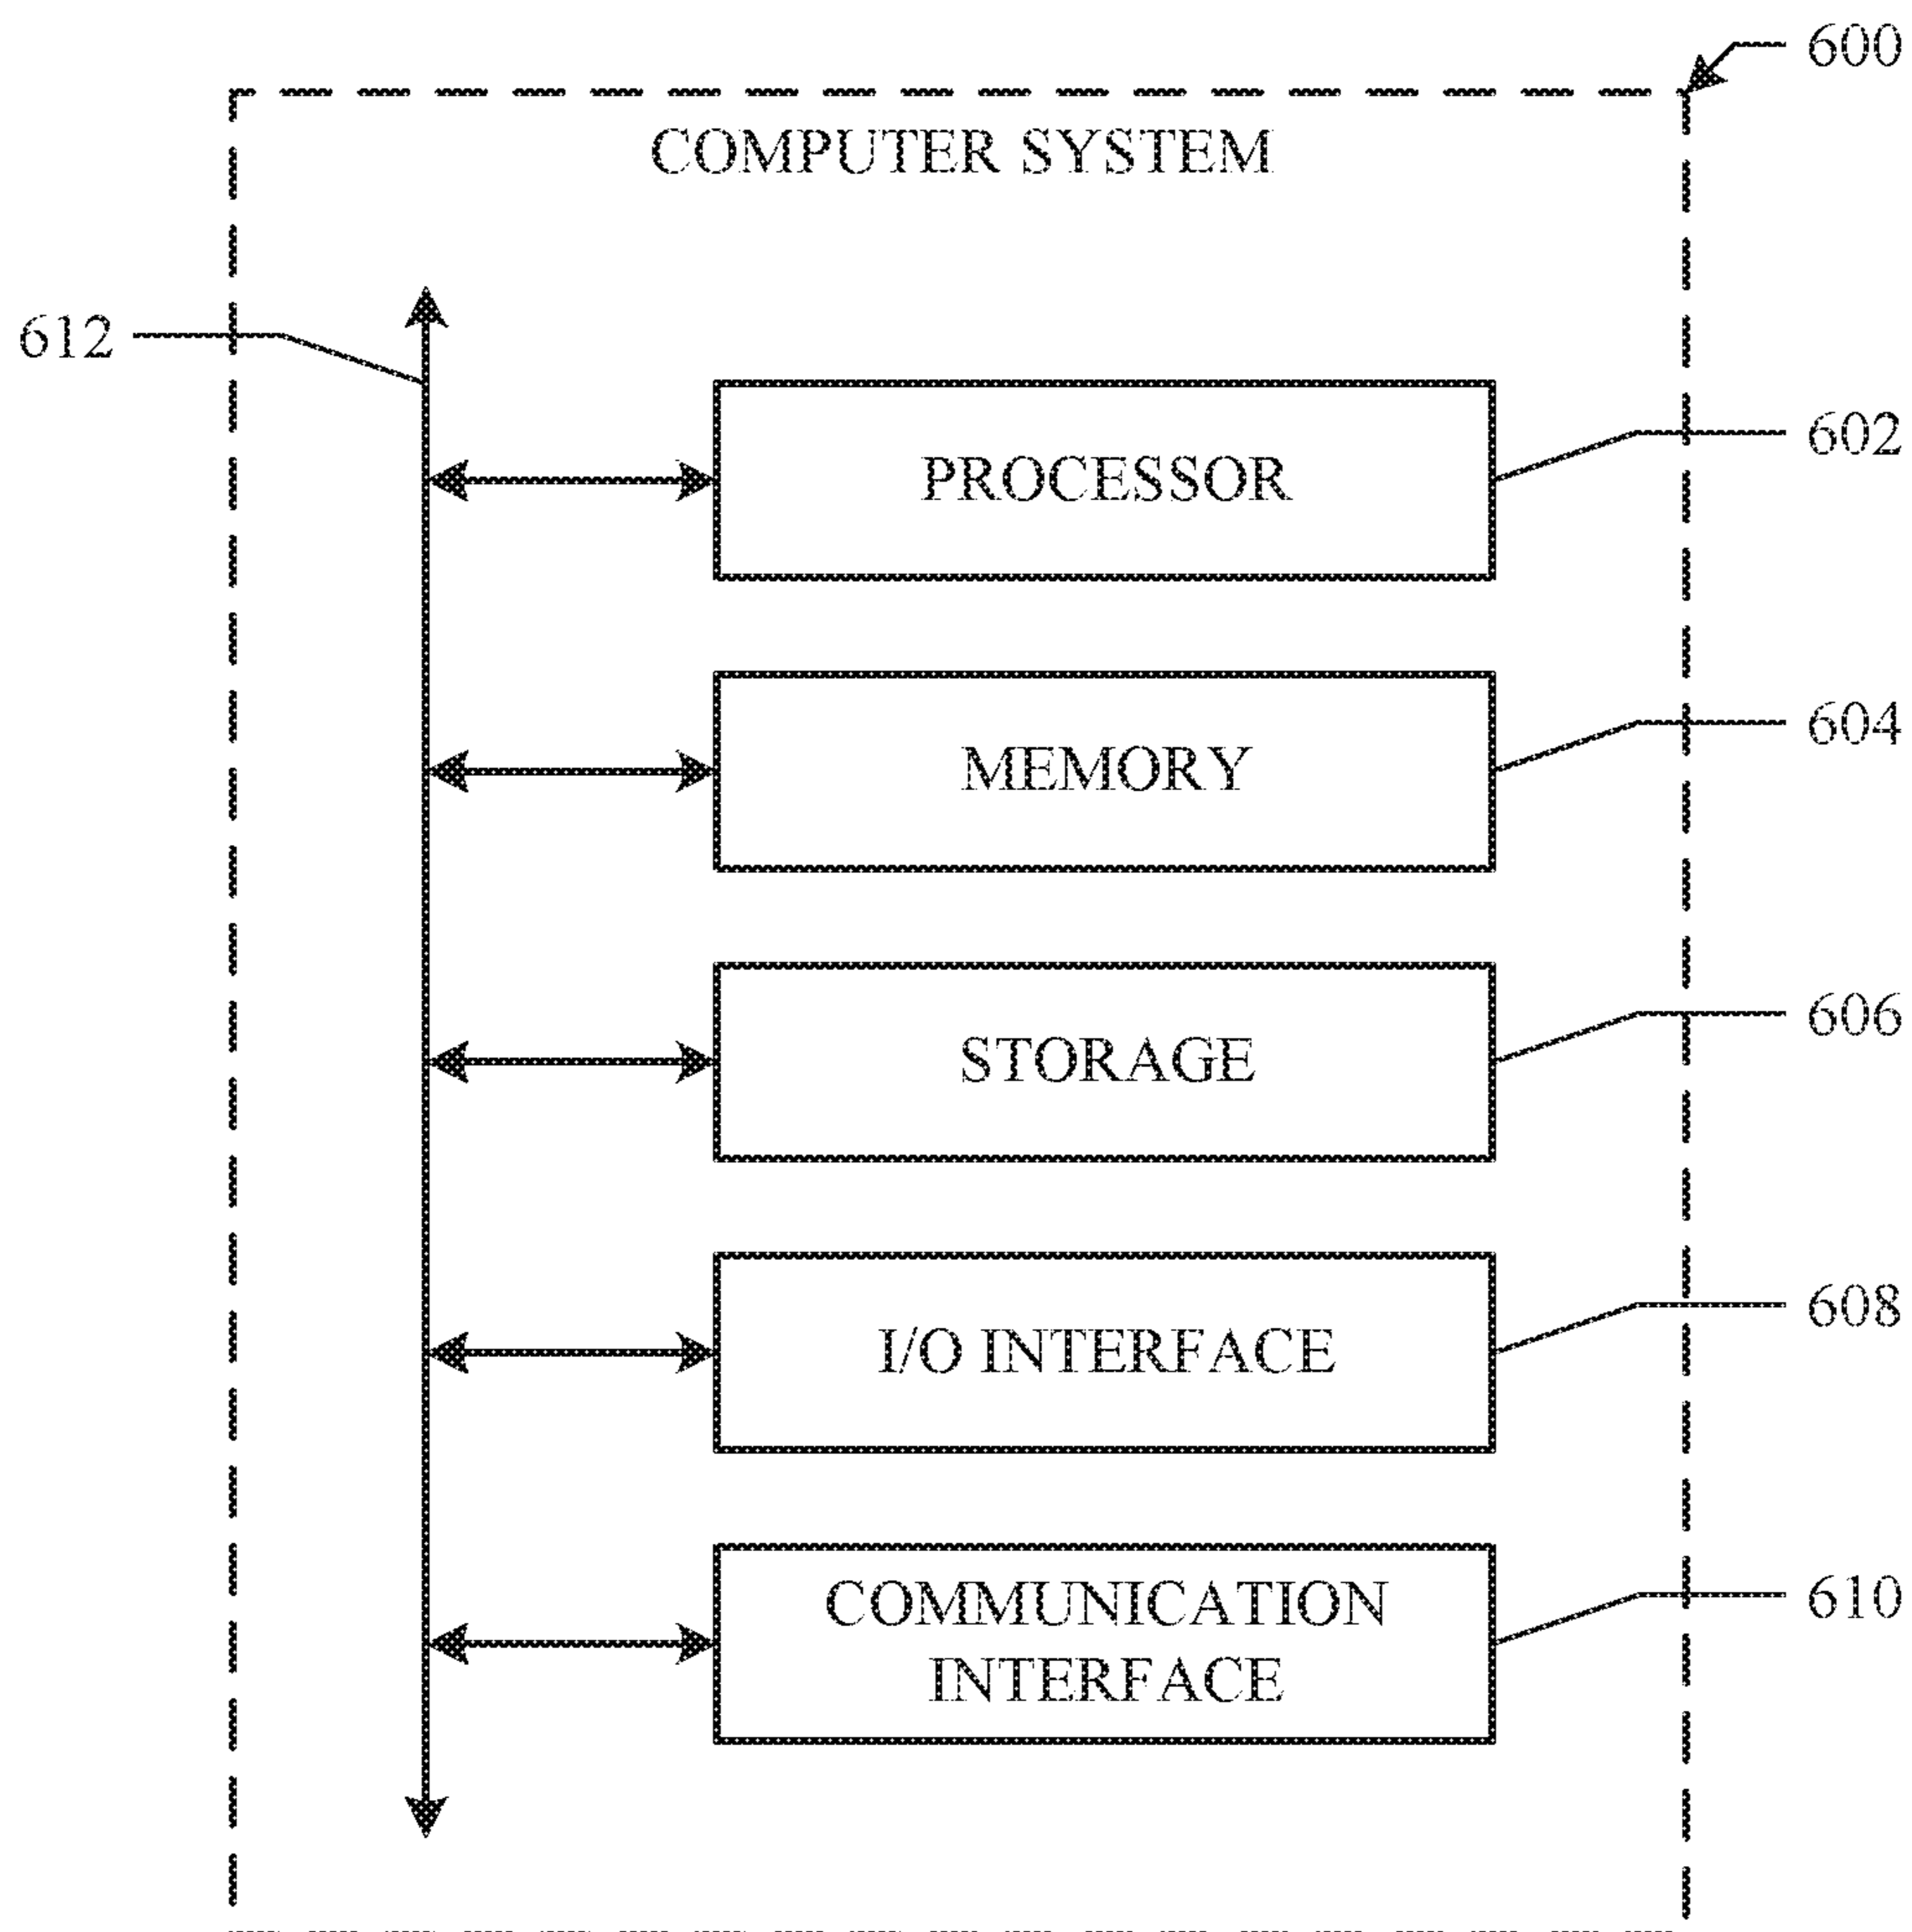 600
COMPUTER SYSTEM
612
PROCESSOR
602
MEMORY
604
STORAGE
606
I/O INTERFACE
608
COMMUNICATION
INTERFACE
610